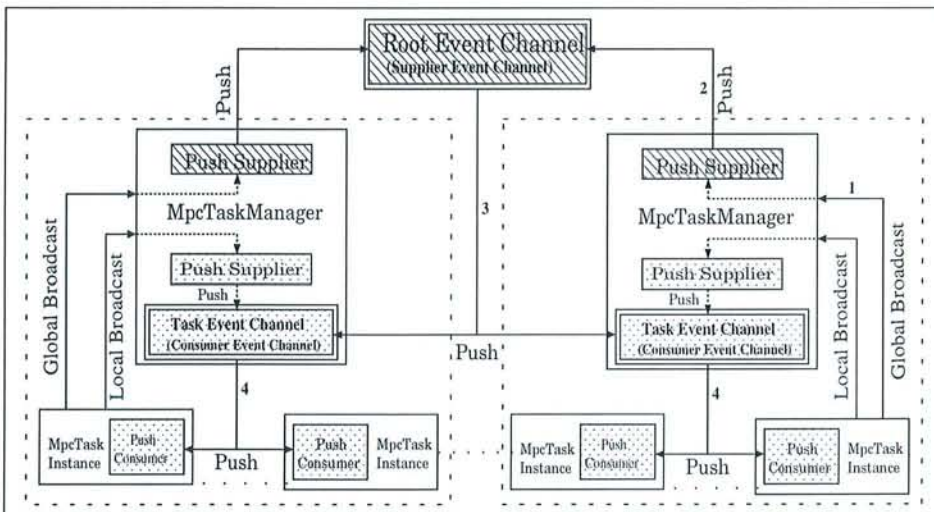 Root Event Channel
(Supplier Event Channel)
Push
2
Push
Push Supplier
MpcTaskManager
Push Supplier
Push
Task Event Channel
(Consumer Event Channel)
Global Broadcast
Local Broadcast
3
Push
Push Supplier
1
MpcTaskManager
Push Supplier
Push
Task Event Channel
(Consumer Event Channel)
Local Broadcast
Global Broadcast
4
4
MpcTask
Instance
Push
Consumer
Push
Push
Consumer
MpcTask
Instance
MpcTask
Instance
Push
Consumer
Push
Push
Consumer
MpcTask
Instance